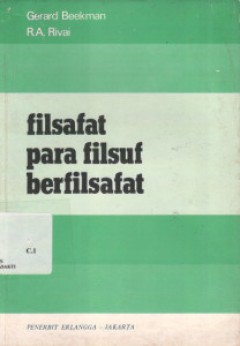 Gerard Beekman
R.A. Rivai
filsafat
para filsuf
berfilsafat
C.1
PENERBIT ERLANGGA – JAKARTA